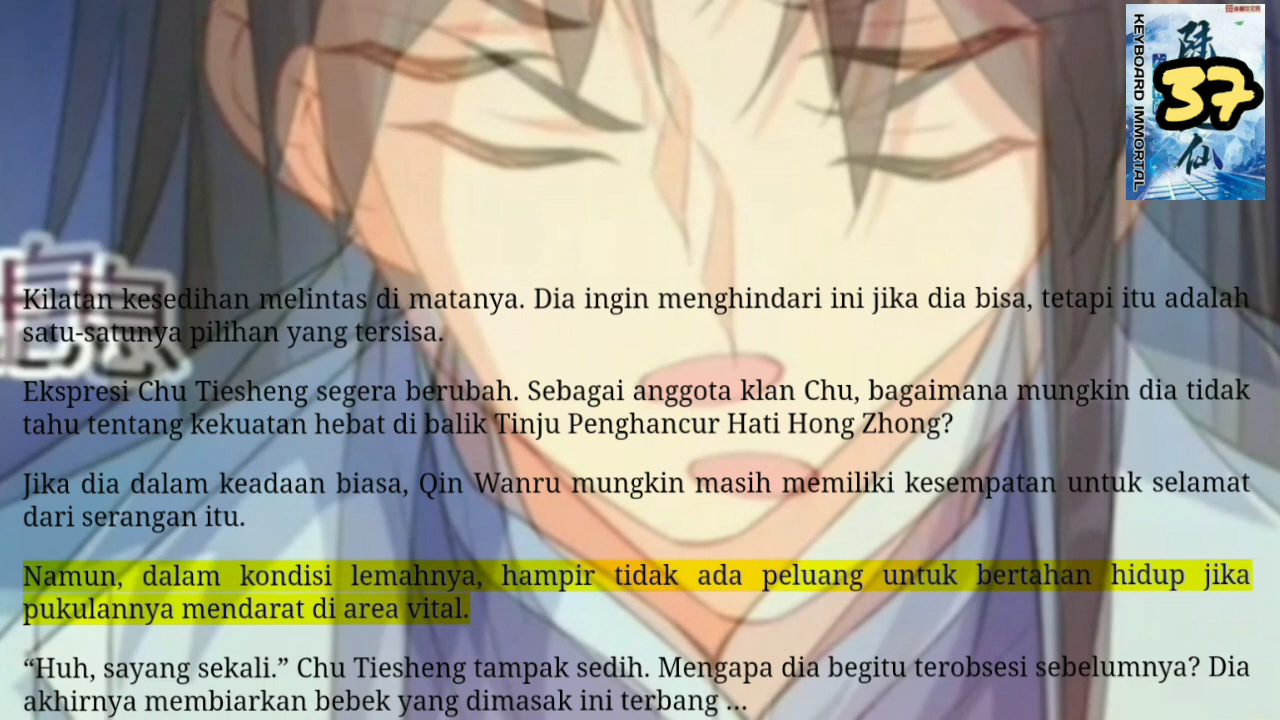 KEYBOARD IMMORTAL
37
仙
Kilatan kesedihan melintas di matanya. Dia ingin menghindari ini jika dia bisa, tetapi itu adalah
satu-satunya pilihan yang tersisa.
Ekspresi Chu Tiesheng segera berubah. Sebagai anggota klan Chu, bagaimana mungkin dia tidak
tahu tentang kekuatan hebat di balik Tinju Penghancur Hati Hong Zhong?
Jika dia dalam keadaan biasa, Qin Wanru mungkin masih memiliki kesempatan untuk selamat
dari serangan itu.
Namun, dalam kondisi lemahnya, hampir tidak ada peluang untuk bertahan hidup jika
pukulannya mendarat di area vital.
“Huh, sayang sekali.” Chu Tiesheng tampak sedih. Mengapa dia begitu terobsesi sebelumnya? Dia
akhirnya membiarkan bebek yang dimasak ini terbang ...